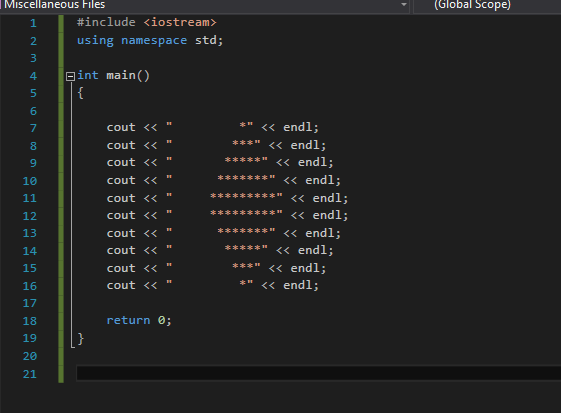 Miscellaneous Files (Global Scope)
1 #include <iostream>
2 using namespace std;
3
4 int main()
5 {
6
7     cout << "         *" << endl;
8     cout << "        ***" << endl;
9     cout << "       *****" << endl;
10     cout << "      *******" << endl;
11     cout << "     *********" << endl;
12     cout << "     *********" << endl;
13     cout << "      *******" << endl;
14     cout << "       *****" << endl;
15     cout << "        ***" << endl;
16     cout << "         *" << endl;
17
18     return 0;
19 }
20
21